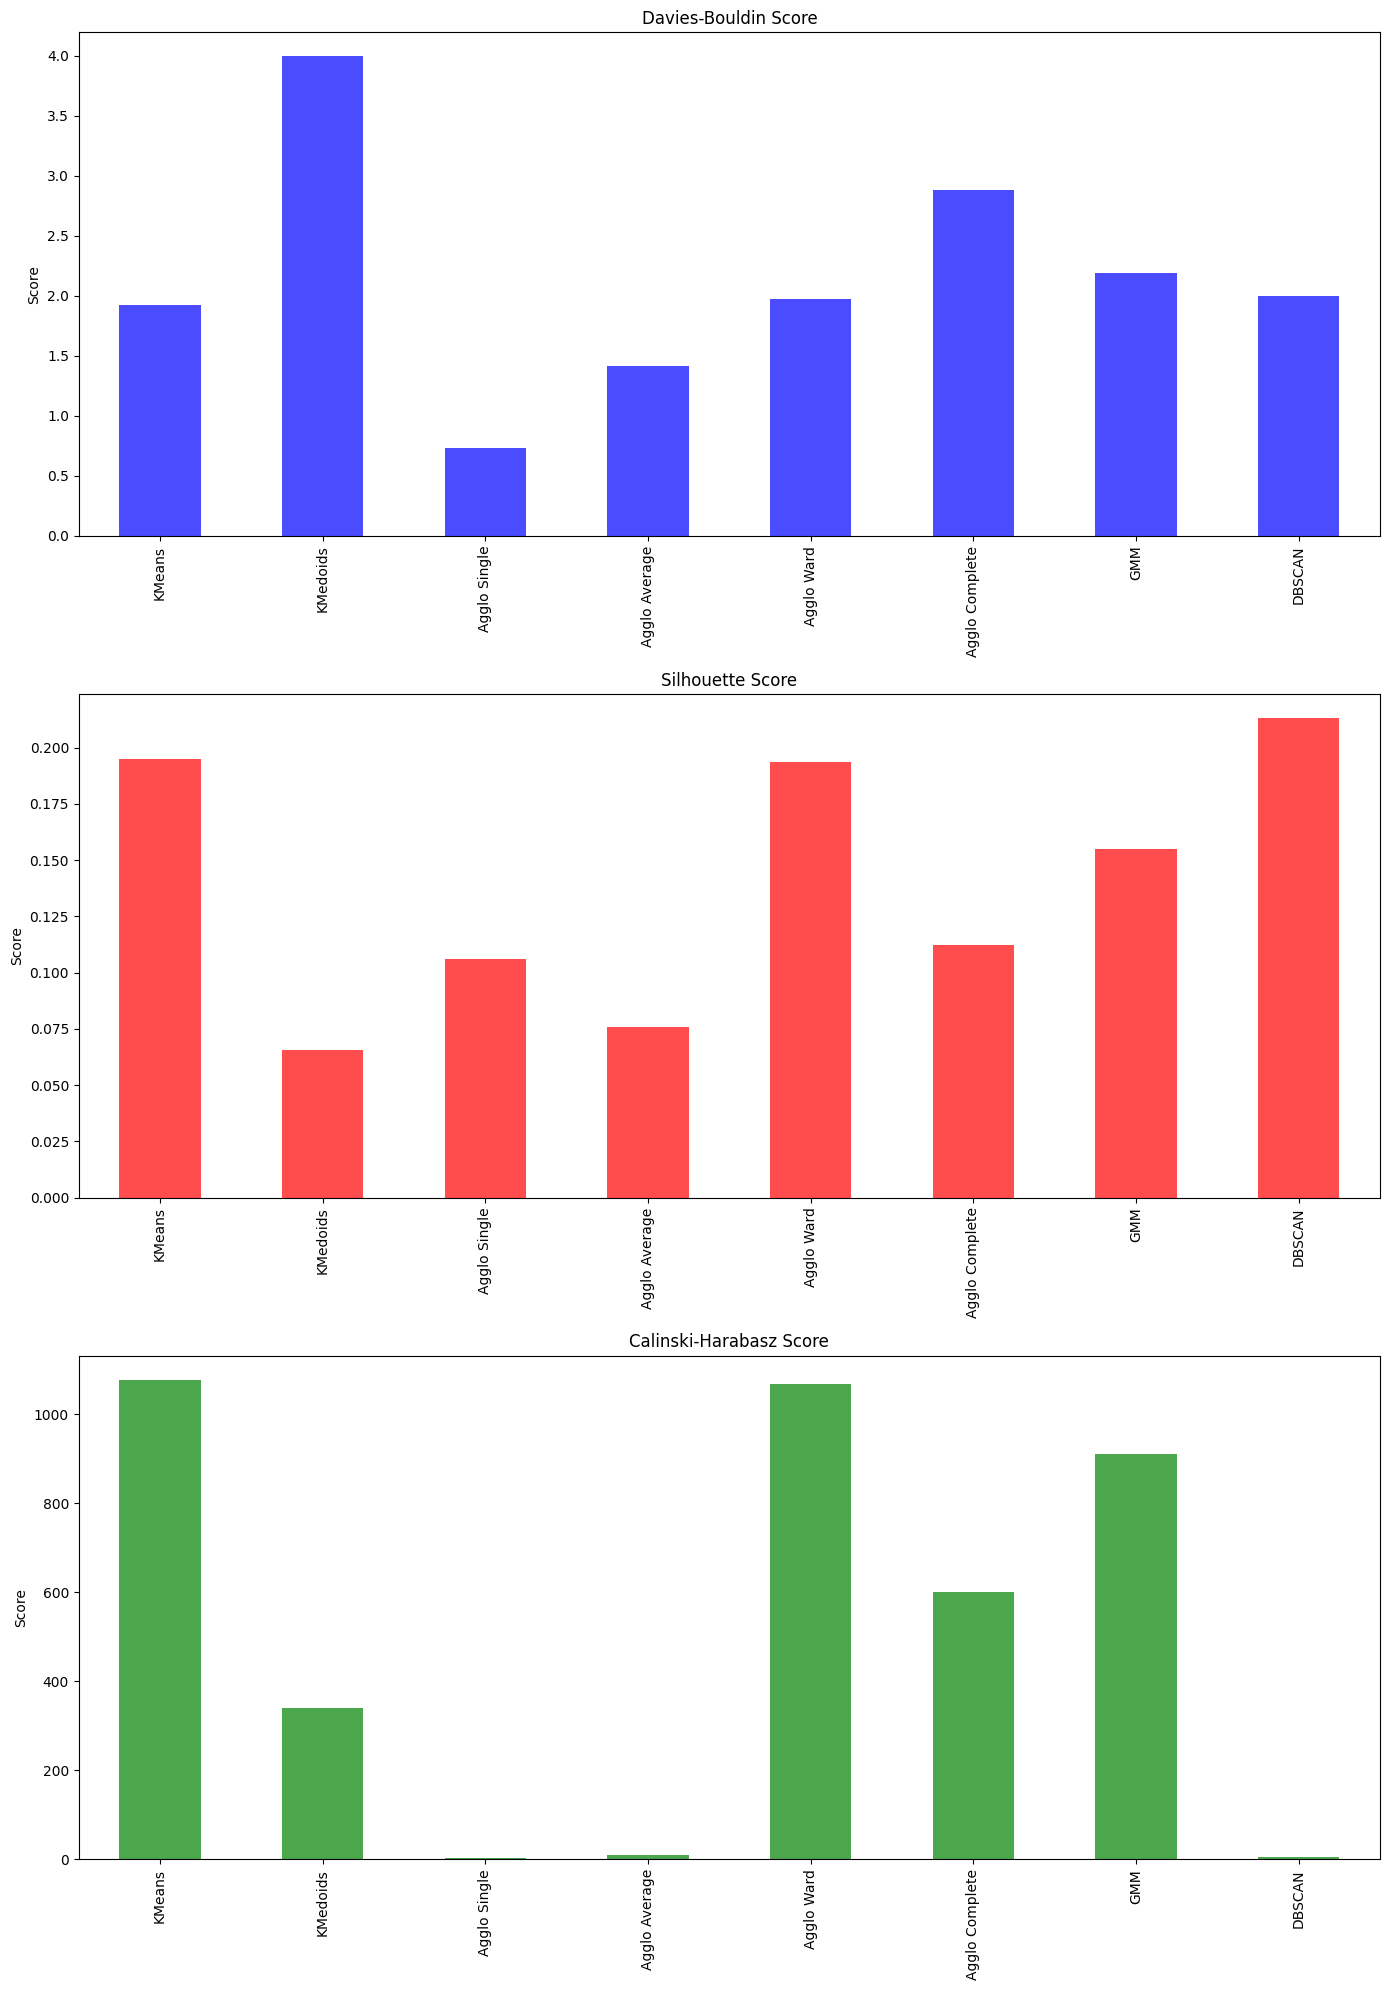 Davies-Bouldin Score
4.0
3.5
3.0
2.5
2.0
1.5
1.0
0.5
0.0
Score
KMeans
KMedoids
Agglo Single
Agglo Average
Agglo Ward
Agglo Complete
GMM
DBSCAN
Silhouette Score
0.200
0.175
0.150
0.125
0.100
0.075
0.050
0.025
0.000
Score
KMeans
KMedoids
Agglo Single
Agglo Average
Agglo Ward
Agglo Complete
GMM
DBSCAN
Calinski-Harabasz Score
1000
800
600
400
200
0
Score
KMeans
KMedoids
Agglo Single
Agglo Average
Agglo Ward
Agglo Complete
GMM
DBSCAN